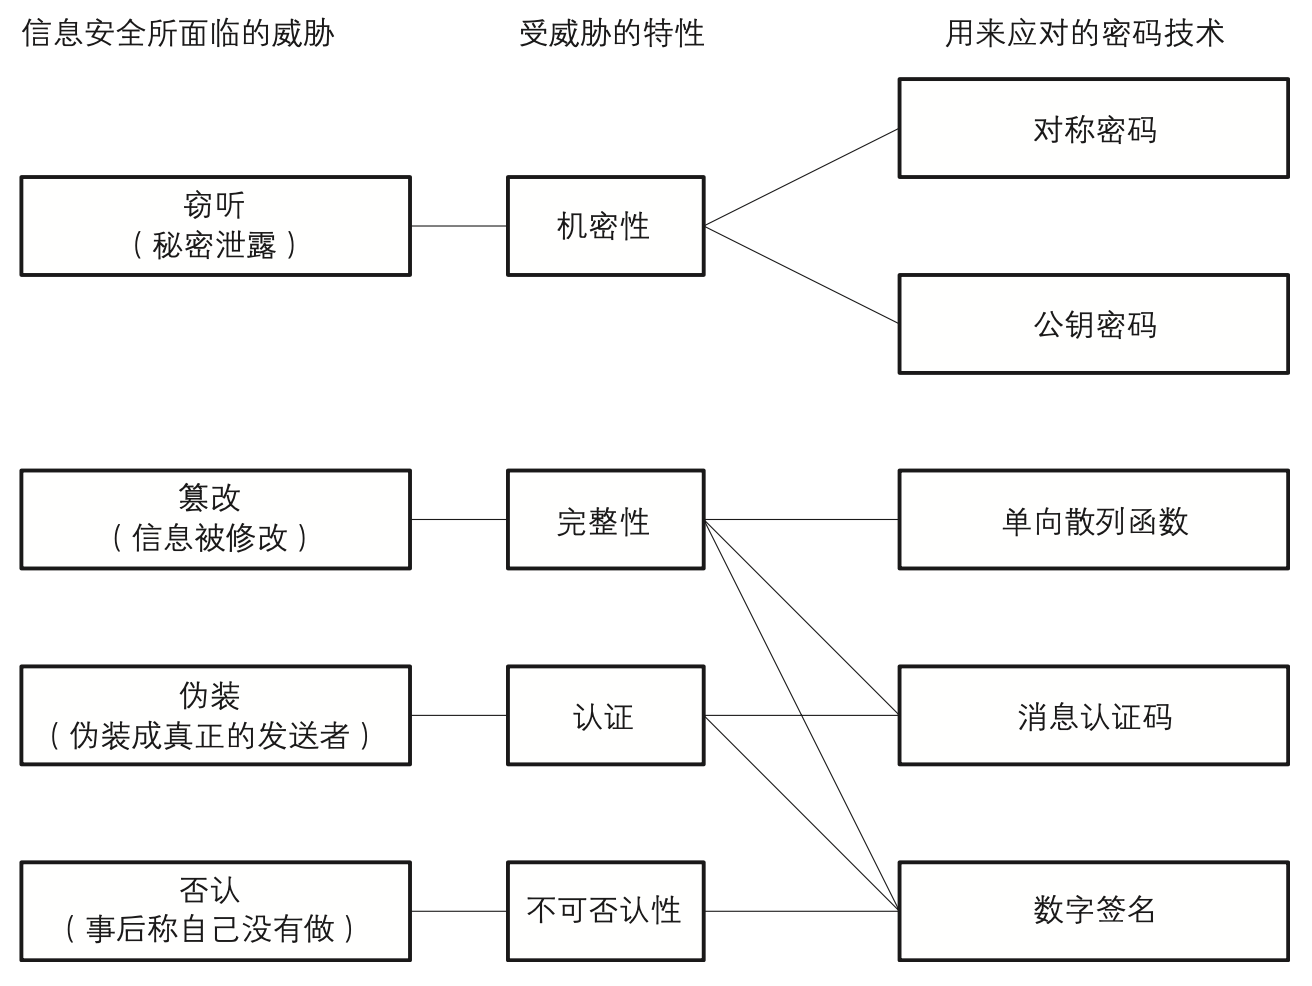 信息安全所面临的威胁
受威胁的特性
用来应对的密码技术
对称密码
窃听
（秘密泄露）
机密性
公钥密码
篡改
（信息被修改）
完整性
单向散列函数
伪装
（伪装成真正的发送者）
认证
消息认证码
否认
（事后称自己没有做）
不可否认性
数字签名